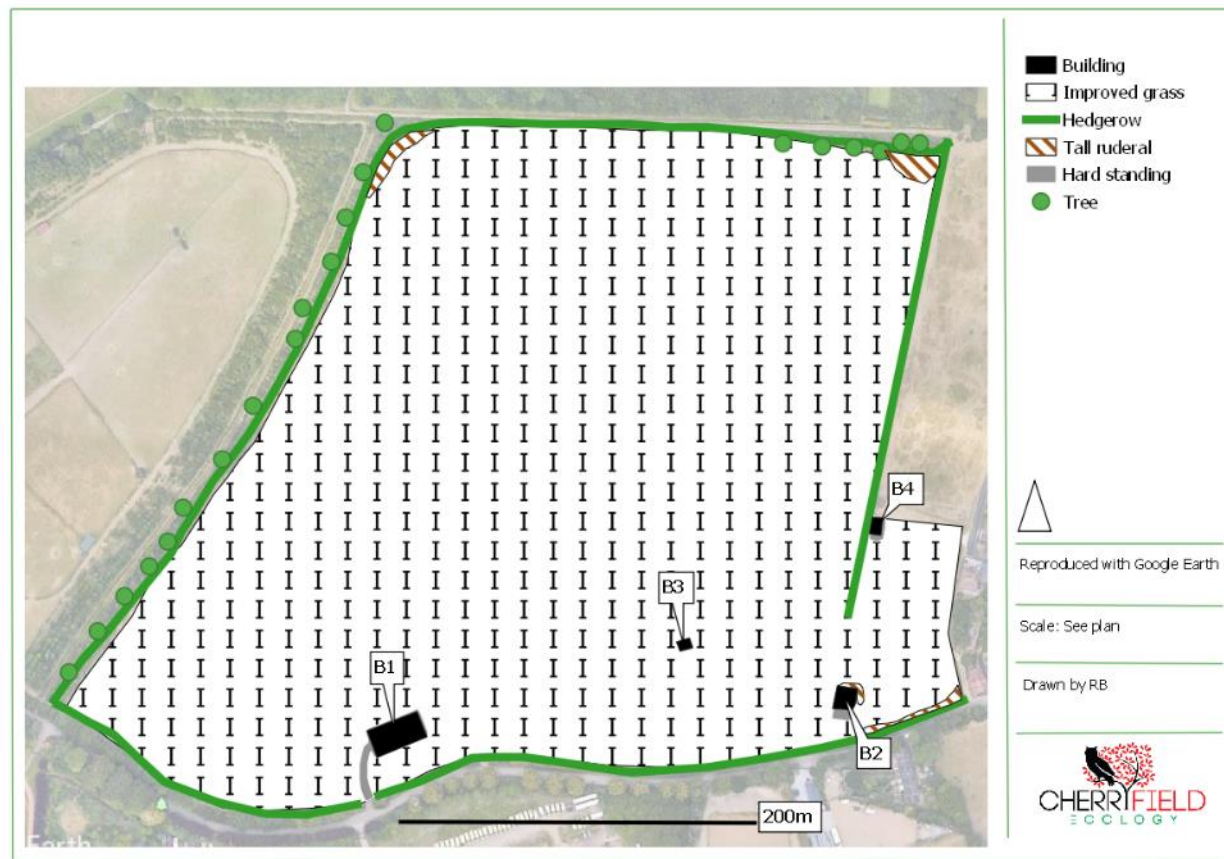 Building
Improved grass
Hedgerow
Tall ruderal
Hard standing
Tree
B4
B3
B1
B2
200m
Earth
Reproduced with Google Earth
Scale: See plan
Drawn by RB
CHERRYFIELD
ECOLOGY